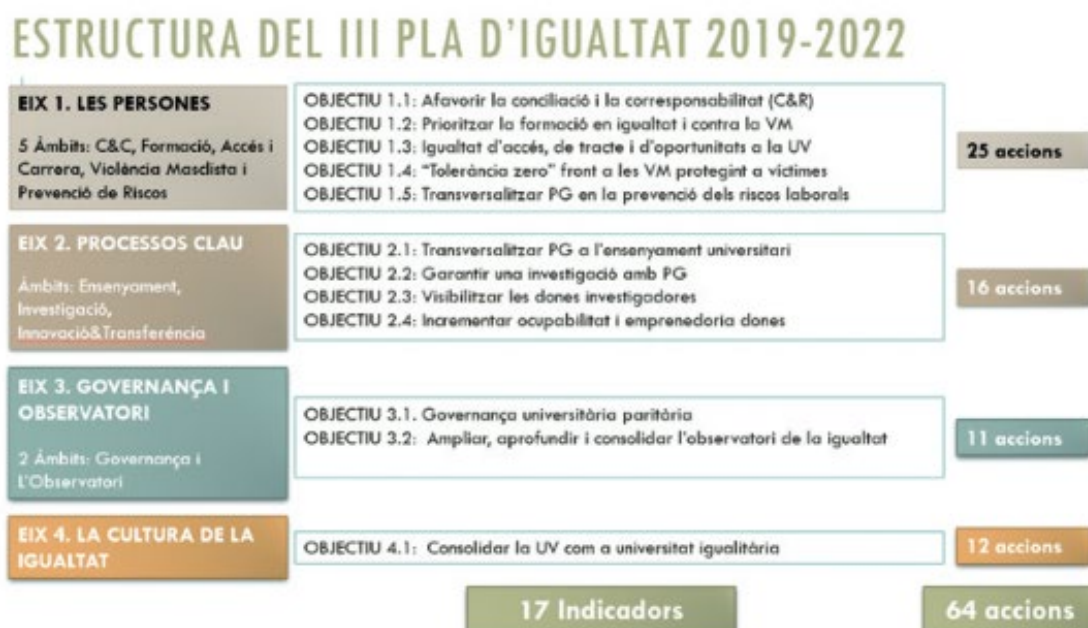 ESTRUCTURA DEL III PLA D'IGUALTAT 2019-2022
EIX 1. LES PERSONES
5 Àmbits: C&C, Formació, Accés i
Carrera, Violència Masclista i
Prevenció de Riscos
OBJECTIU 1.1: Afavorir la conciliació i la corresponsabilitat (C&R)
OBJECTIU 1.2: Prioritzar la formació en igualtat i contra la VM
OBJECTIU 1.3: Igualtat d'accés, de tracte i d'oportunitats a la UV
OBJECTIU 1.4: "Tolerància zero" front a les VM protegint a víctimes
OBJECTIU 1.5: Transversalitzar PG en la prevenció dels riscos laborals
25 accions
EIX 2. PROCESSOS CLAU
Àmbits: Ensenyament,
Investigació,
Innovació&Transferéncia
OBJECTIU 2.1: Transversalitzar PG a l'ensenyament universitari
OBJECTIU 2.2: Garantir una investigació amb PG
OBJECTIU 2.3: Visibilitzar les dones investigadores
OBJECTIU 2.4: Incrementar ocupabilitat i emprenedoria dones
16 accions
EIX 3. GOVERNANÇA I
OBSERVATORI
2 Àmbits: Governança i
L'Observatori
OBJECTIU 3.1. Governança universitària paritària
OBJECTIU 3.2: Ampliar, aprofundir i consolidar l'observatori de la igualtat
11 accions
EIX 4. LA CULTURA DE LA
IGUALTAT
OBJECTIU 4.1: Consolidar la UV com a universitat igualitària
12 accions
17 Indicadors
64 accions